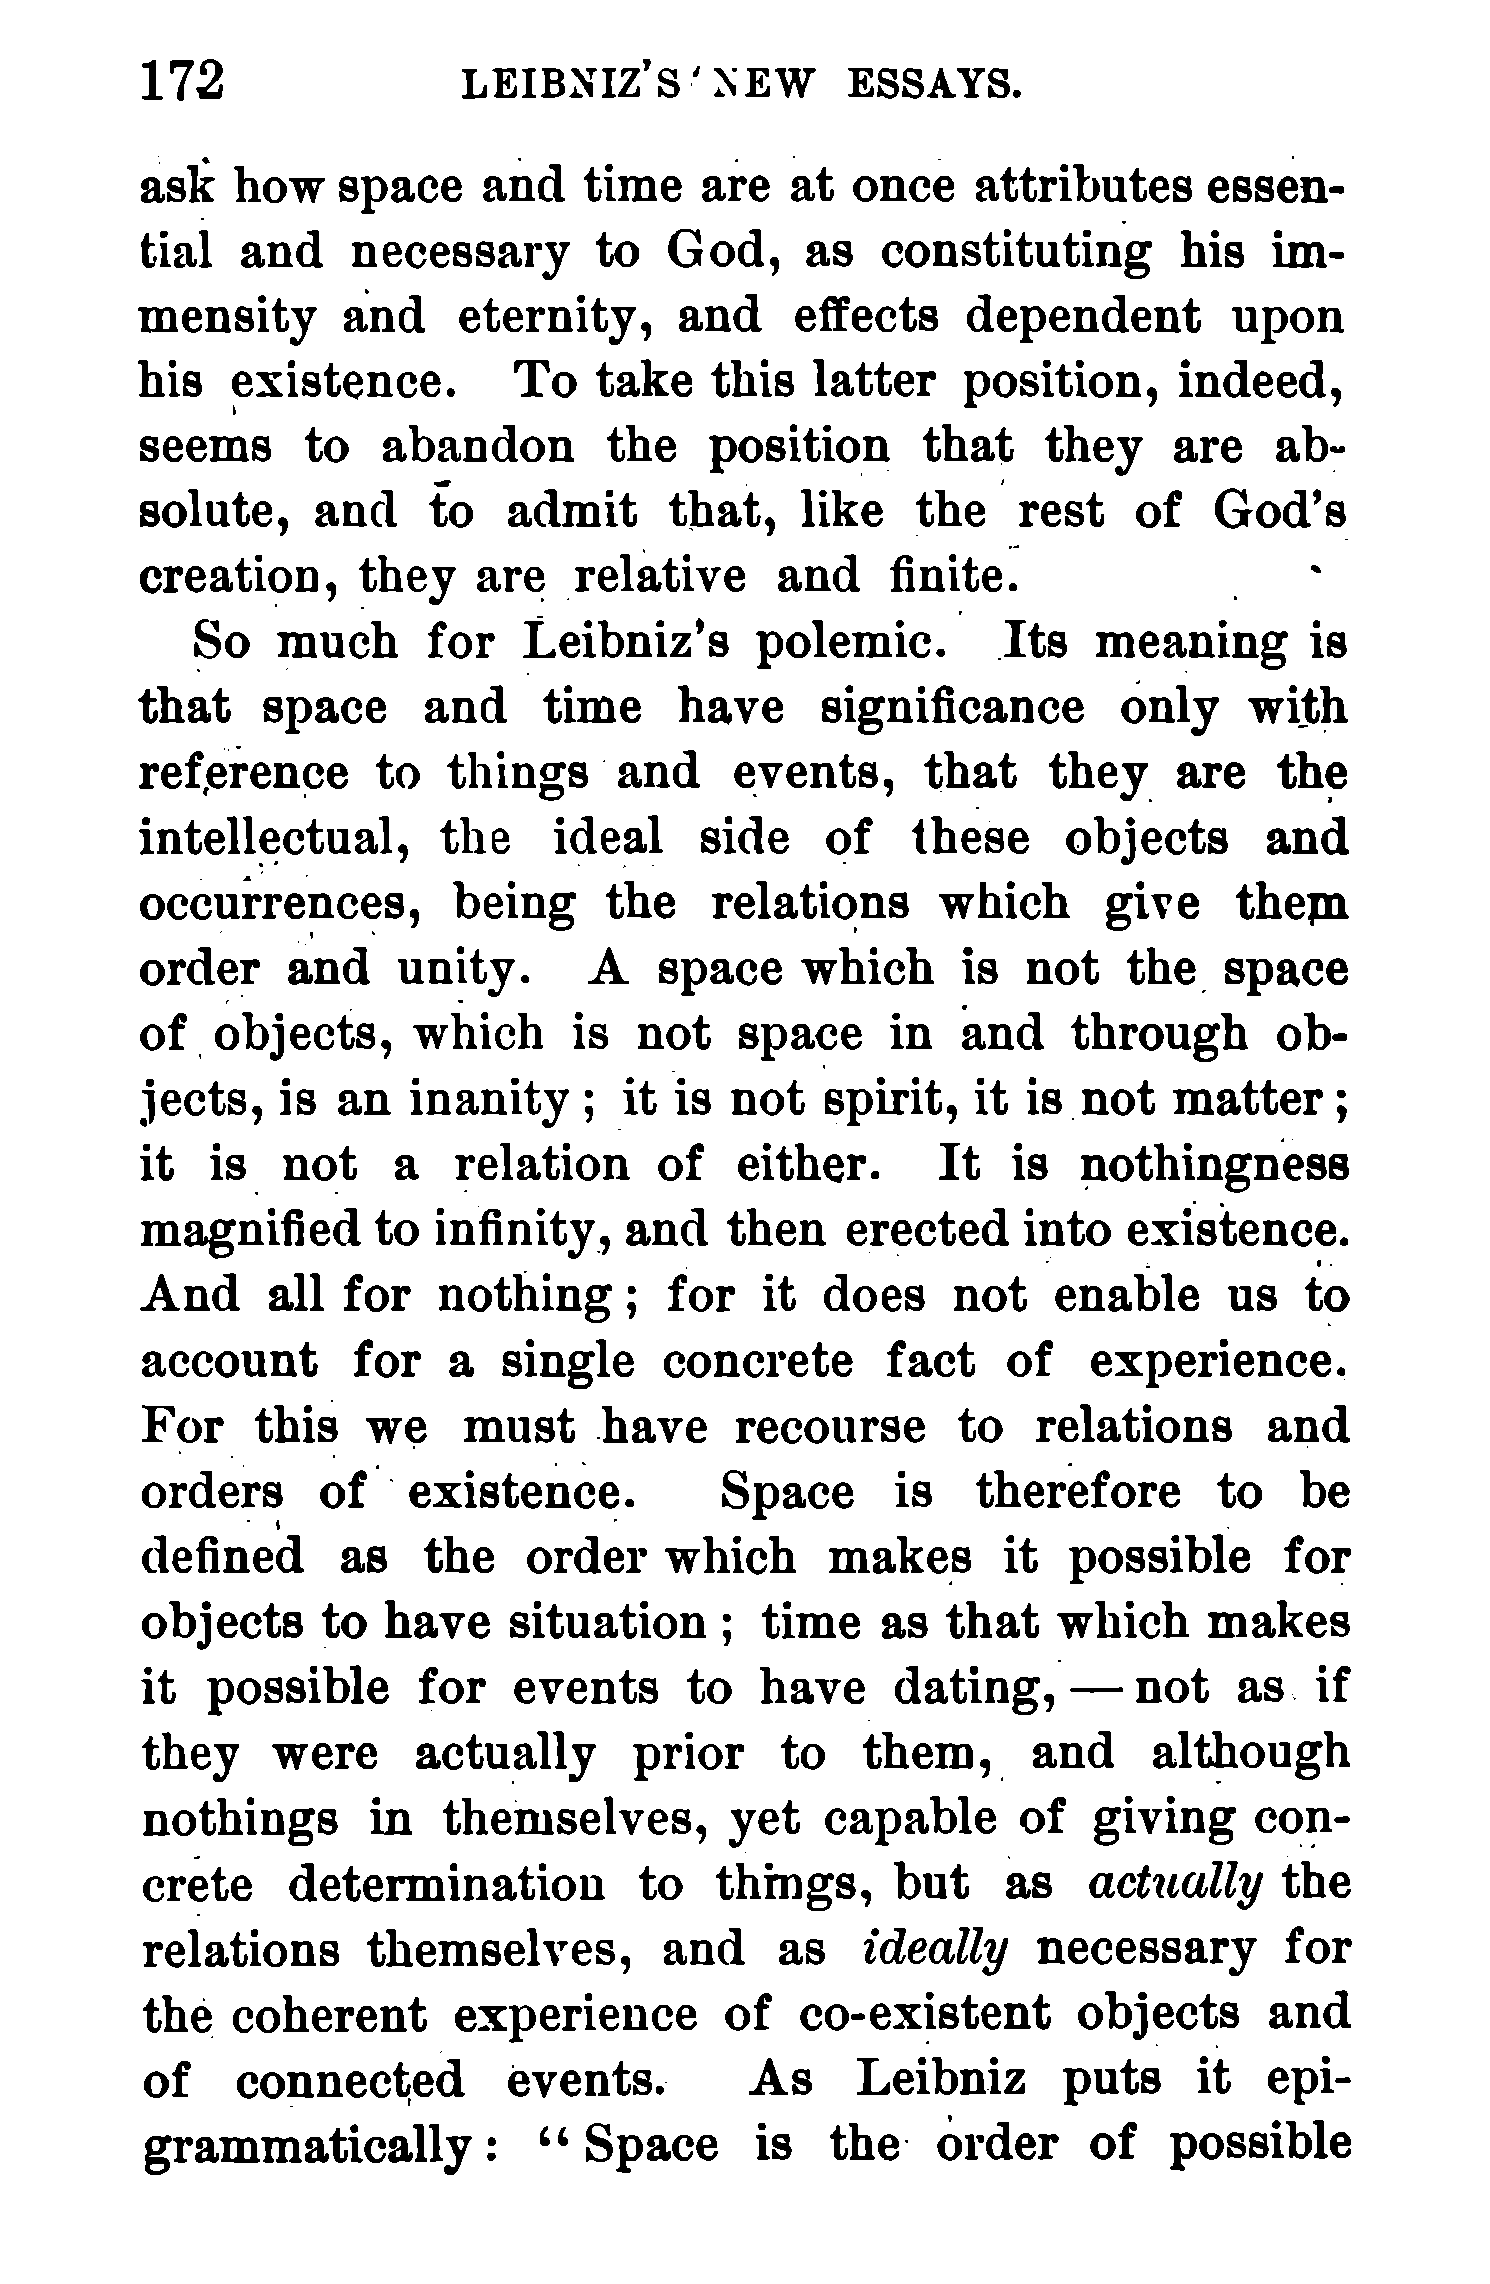 172 LEIBNIZ'S NEW ESSAYS.
ask how space and time are at once attributes essen-
tial and necessary to God, as constituting his im-
mensity and eternity, and effects dependent upon
his existence. To take this latter position, indeed,
seems to abandon the position that they are ab-
solute, and to admit that, like the rest of God's
creation, they are relative and finite.
So much for Leibniz's polemic. Its meaning is
that space and time have significance only with
reference to things and events, that they are the
intellectual, the ideal side of these objects and
occurrences, being the relations which give them
order and unity. A space which is not the space
of objects, which is not space in and through ob-
jects, is an inanity; it is not spirit, it is not matter;
it is not a relation of either. It is nothingness
magnified to infinity, and then erected into existence.
And all for nothing; for it does not enable us to
account for a single concrete fact of experience.
For this we must have recourse to relations and
orders of existence. Space is therefore to be
defined as the order which makes it possible for
objects to have situation; time as that which makes
it possible for events to have dating, — not as if
they were actually prior to them, and although
nothings in themselves, yet capable of giving con-
crete determination to things, but as actually the
relations themselves, and as ideally necessary for
the coherent experience of co-existent objects and
of connected events. As Leibniz puts it epi-
grammatically: "Space is the order of possible